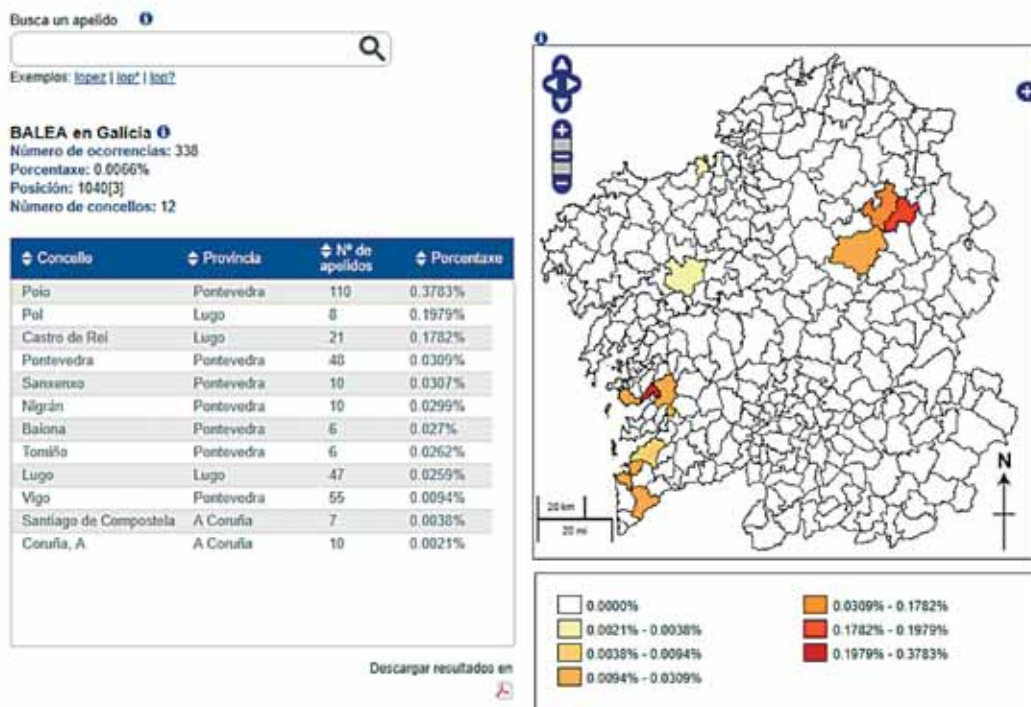 Busca un apelido
Exemplos: lopez | lop* | lop?
BALEA en Galicia
Número de ocorrencias: 338
Porcentaxe: 0.0066%
Posición: 1040[3]
Número de concellos: 12
Concello Provincia Nº de apelidos Porcentaxe
Poio Pontevedra 110 0.3783%
Pol Lugo 8 0.1979%
Castro de Rei Lugo 21 0.1782%
Pontevedra Pontevedra 48 0.0309%
Sanxenxo Pontevedra 10 0.0307%
Nigrán Pontevedra 10 0.0299%
Baiona Pontevedra 6 0.027%
Tomiño Pontevedra 6 0.0262%
Lugo Lugo 47 0.0259%
Vigo Pontevedra 55 0.0094%
Santiago de Compostela A Coruña 7 0.0038%
Coruña, A A Coruña 10 0.0021%
Descargar resultados en
N
20 km
20 mi
0.0000%
0.0021% - 0.0038%
0.0038% - 0.0094%
0.0094% - 0.0309%
0.0309% - 0.1782%
0.1782% - 0.1979%
0.1979% - 0.3783%